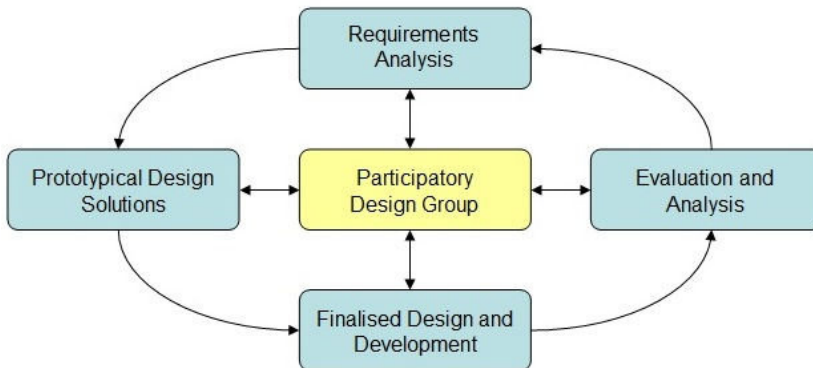 Requirements
Analysis
Prototypical Design
Solutions
Participatory
Design Group
Evaluation and
Analysis
Finalised Design and
Development